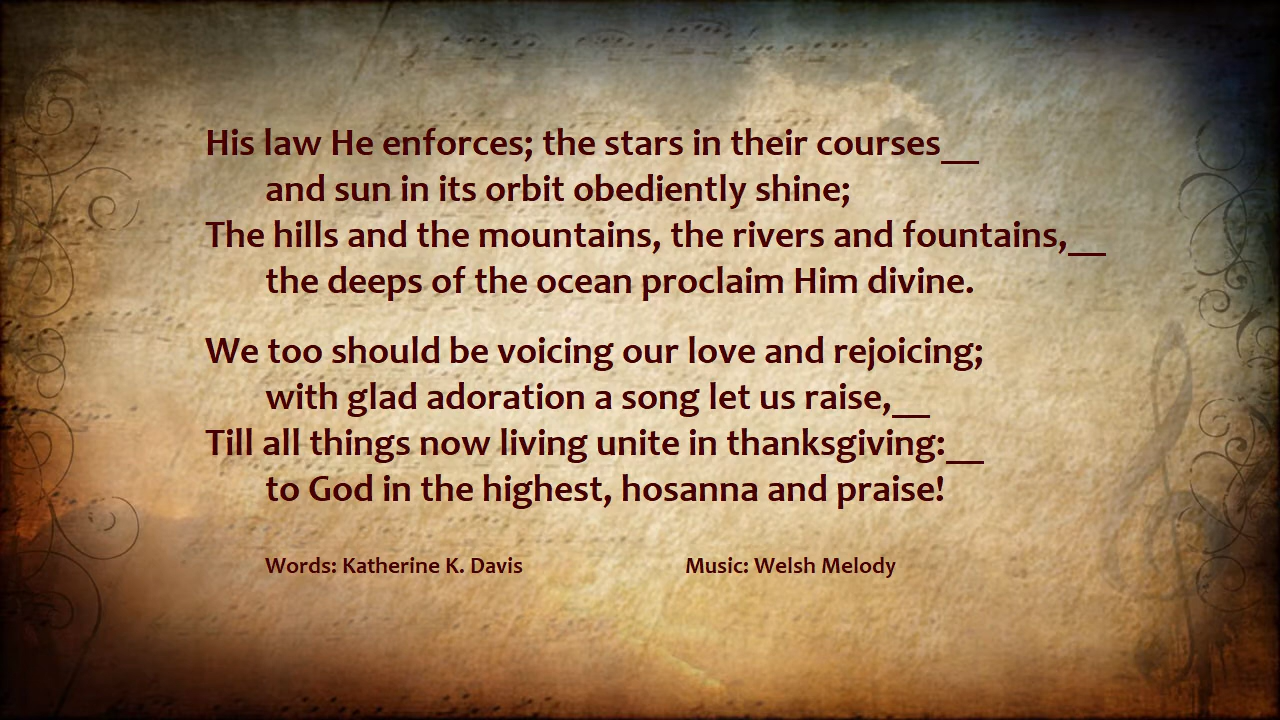 His law He enforces; the stars in their courses__
and sun in its orbit obediently shine;
The hills and the mountains, the rivers and fountains,__
the deeps of the ocean proclaim Him divine.
We too should be voicing our love and rejoicing;
with glad adoration a song let us raise,__
Till all things now living unite in thanksgiving:__
to God in the highest, hosanna and praise!
Words: Katherine K. Davis Music: Welsh Melody